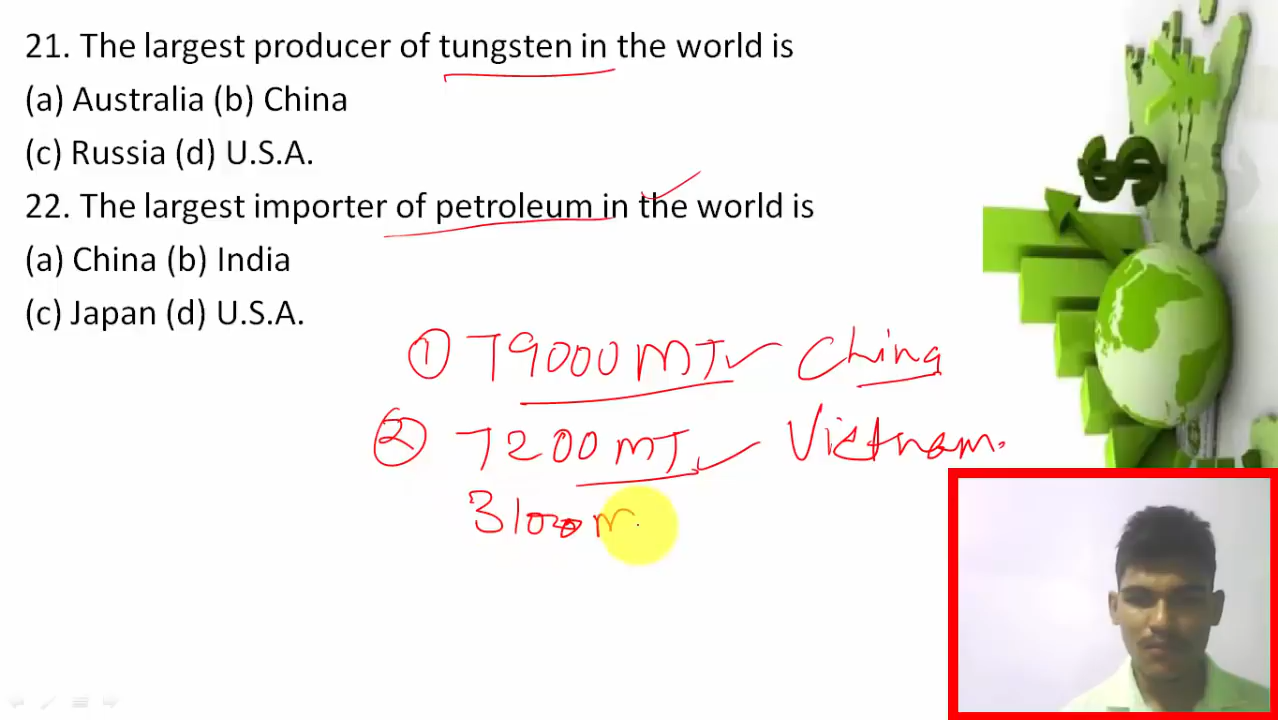 21. The largest producer of tungsten in the world is
(a) Australia (b) China
(c) Russia (d) U.S.A.
22. The largest importer of petroleum in the world is
(a) China (b) India
(c) Japan (d) U.S.A.
① 79000 MT China
② 7200 MT Vietnam.
3100 m